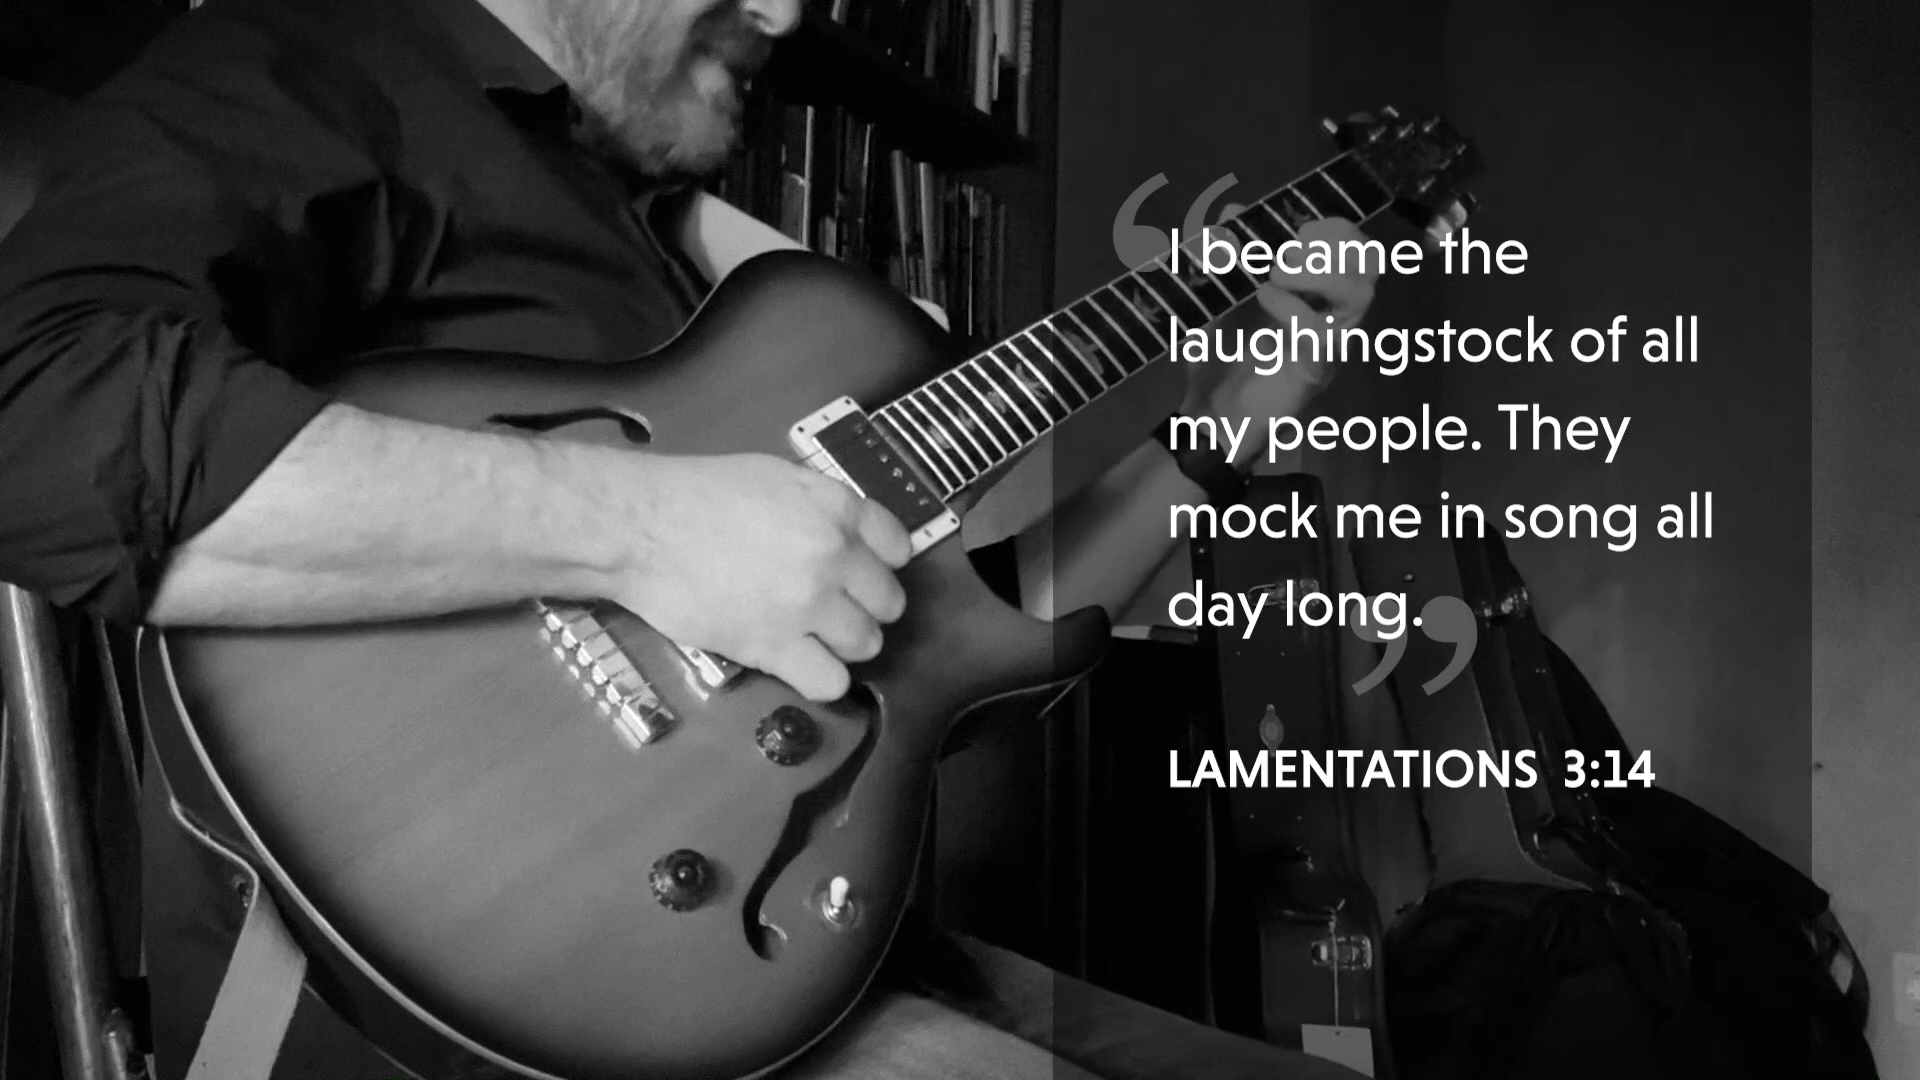 “I became the
laughingstock of all
my people. They
mock me in song all
day long.”
LAMENTATIONS 3:14